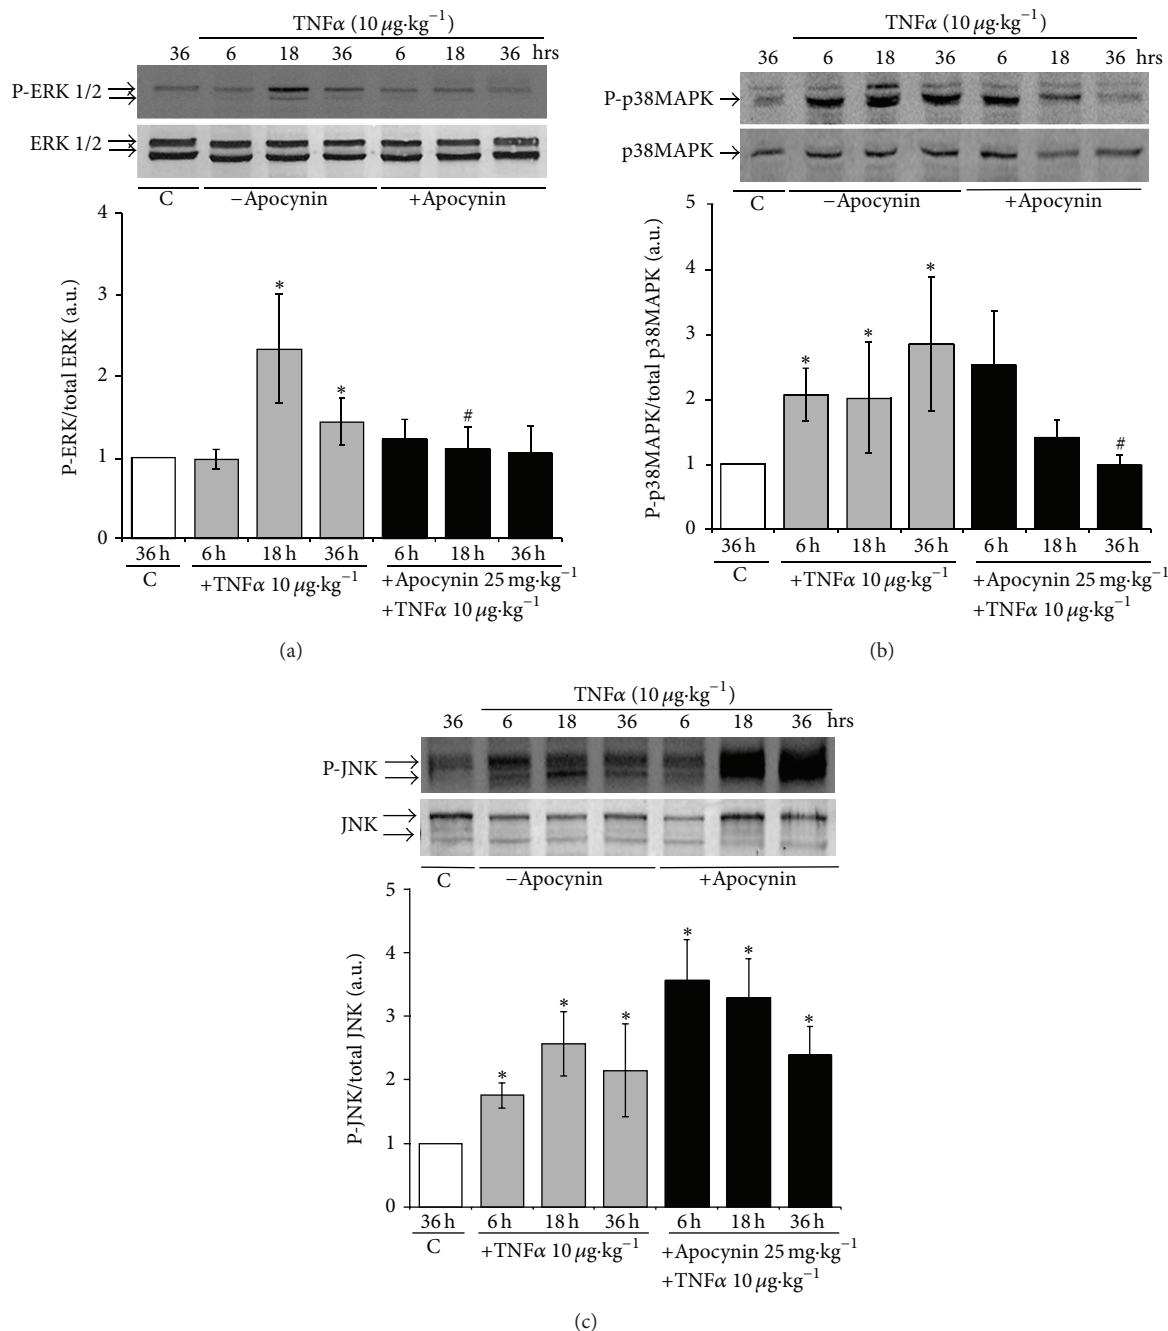 TNFα (10 μg·kg⁻¹)
36 6 18 36 6 18 36 hrs
P-ERK 1/2
ERK 1/2
C −Apocynin +Apocynin
P-ERK/total ERK (a.u.)
4
3
2
1
0
* * #
36 h 6 h 18 h 36 h 6 h 18 h 36 h
C +TNFα 10 μg·kg⁻¹ +Apocynin 25 mg·kg⁻¹
+TNFα 10 μg·kg⁻¹
(a)
TNFα (10 μg·kg⁻¹)
36 6 18 36 6 18 36 hrs
P-p38MAPK
p38MAPK
C −Apocynin +Apocynin
P-p38MAPK/total p38MAPK (a.u.)
5
4
3
2
1
0
* * * #
36 h 6 h 18 h 36 h 6 h 18 h 36 h
C +TNFα 10 μg·kg⁻¹ +Apocynin 25 mg·kg⁻¹
+TNFα 10 μg·kg⁻¹
(b)
TNFα (10 μg·kg⁻¹)
36 6 18 36 6 18 36 hrs
P-JNK
JNK
C −Apocynin +Apocynin
P-JNK/total JNK (a.u.)
5
4
3
2
1
0
* * * * * *
36 h 6 h 18 h 36 h 6 h 18 h 36 h
C +TNFα 10 μg·kg⁻¹ +Apocynin 25 mg·kg⁻¹
+TNFα 10 μg·kg⁻¹
(c)